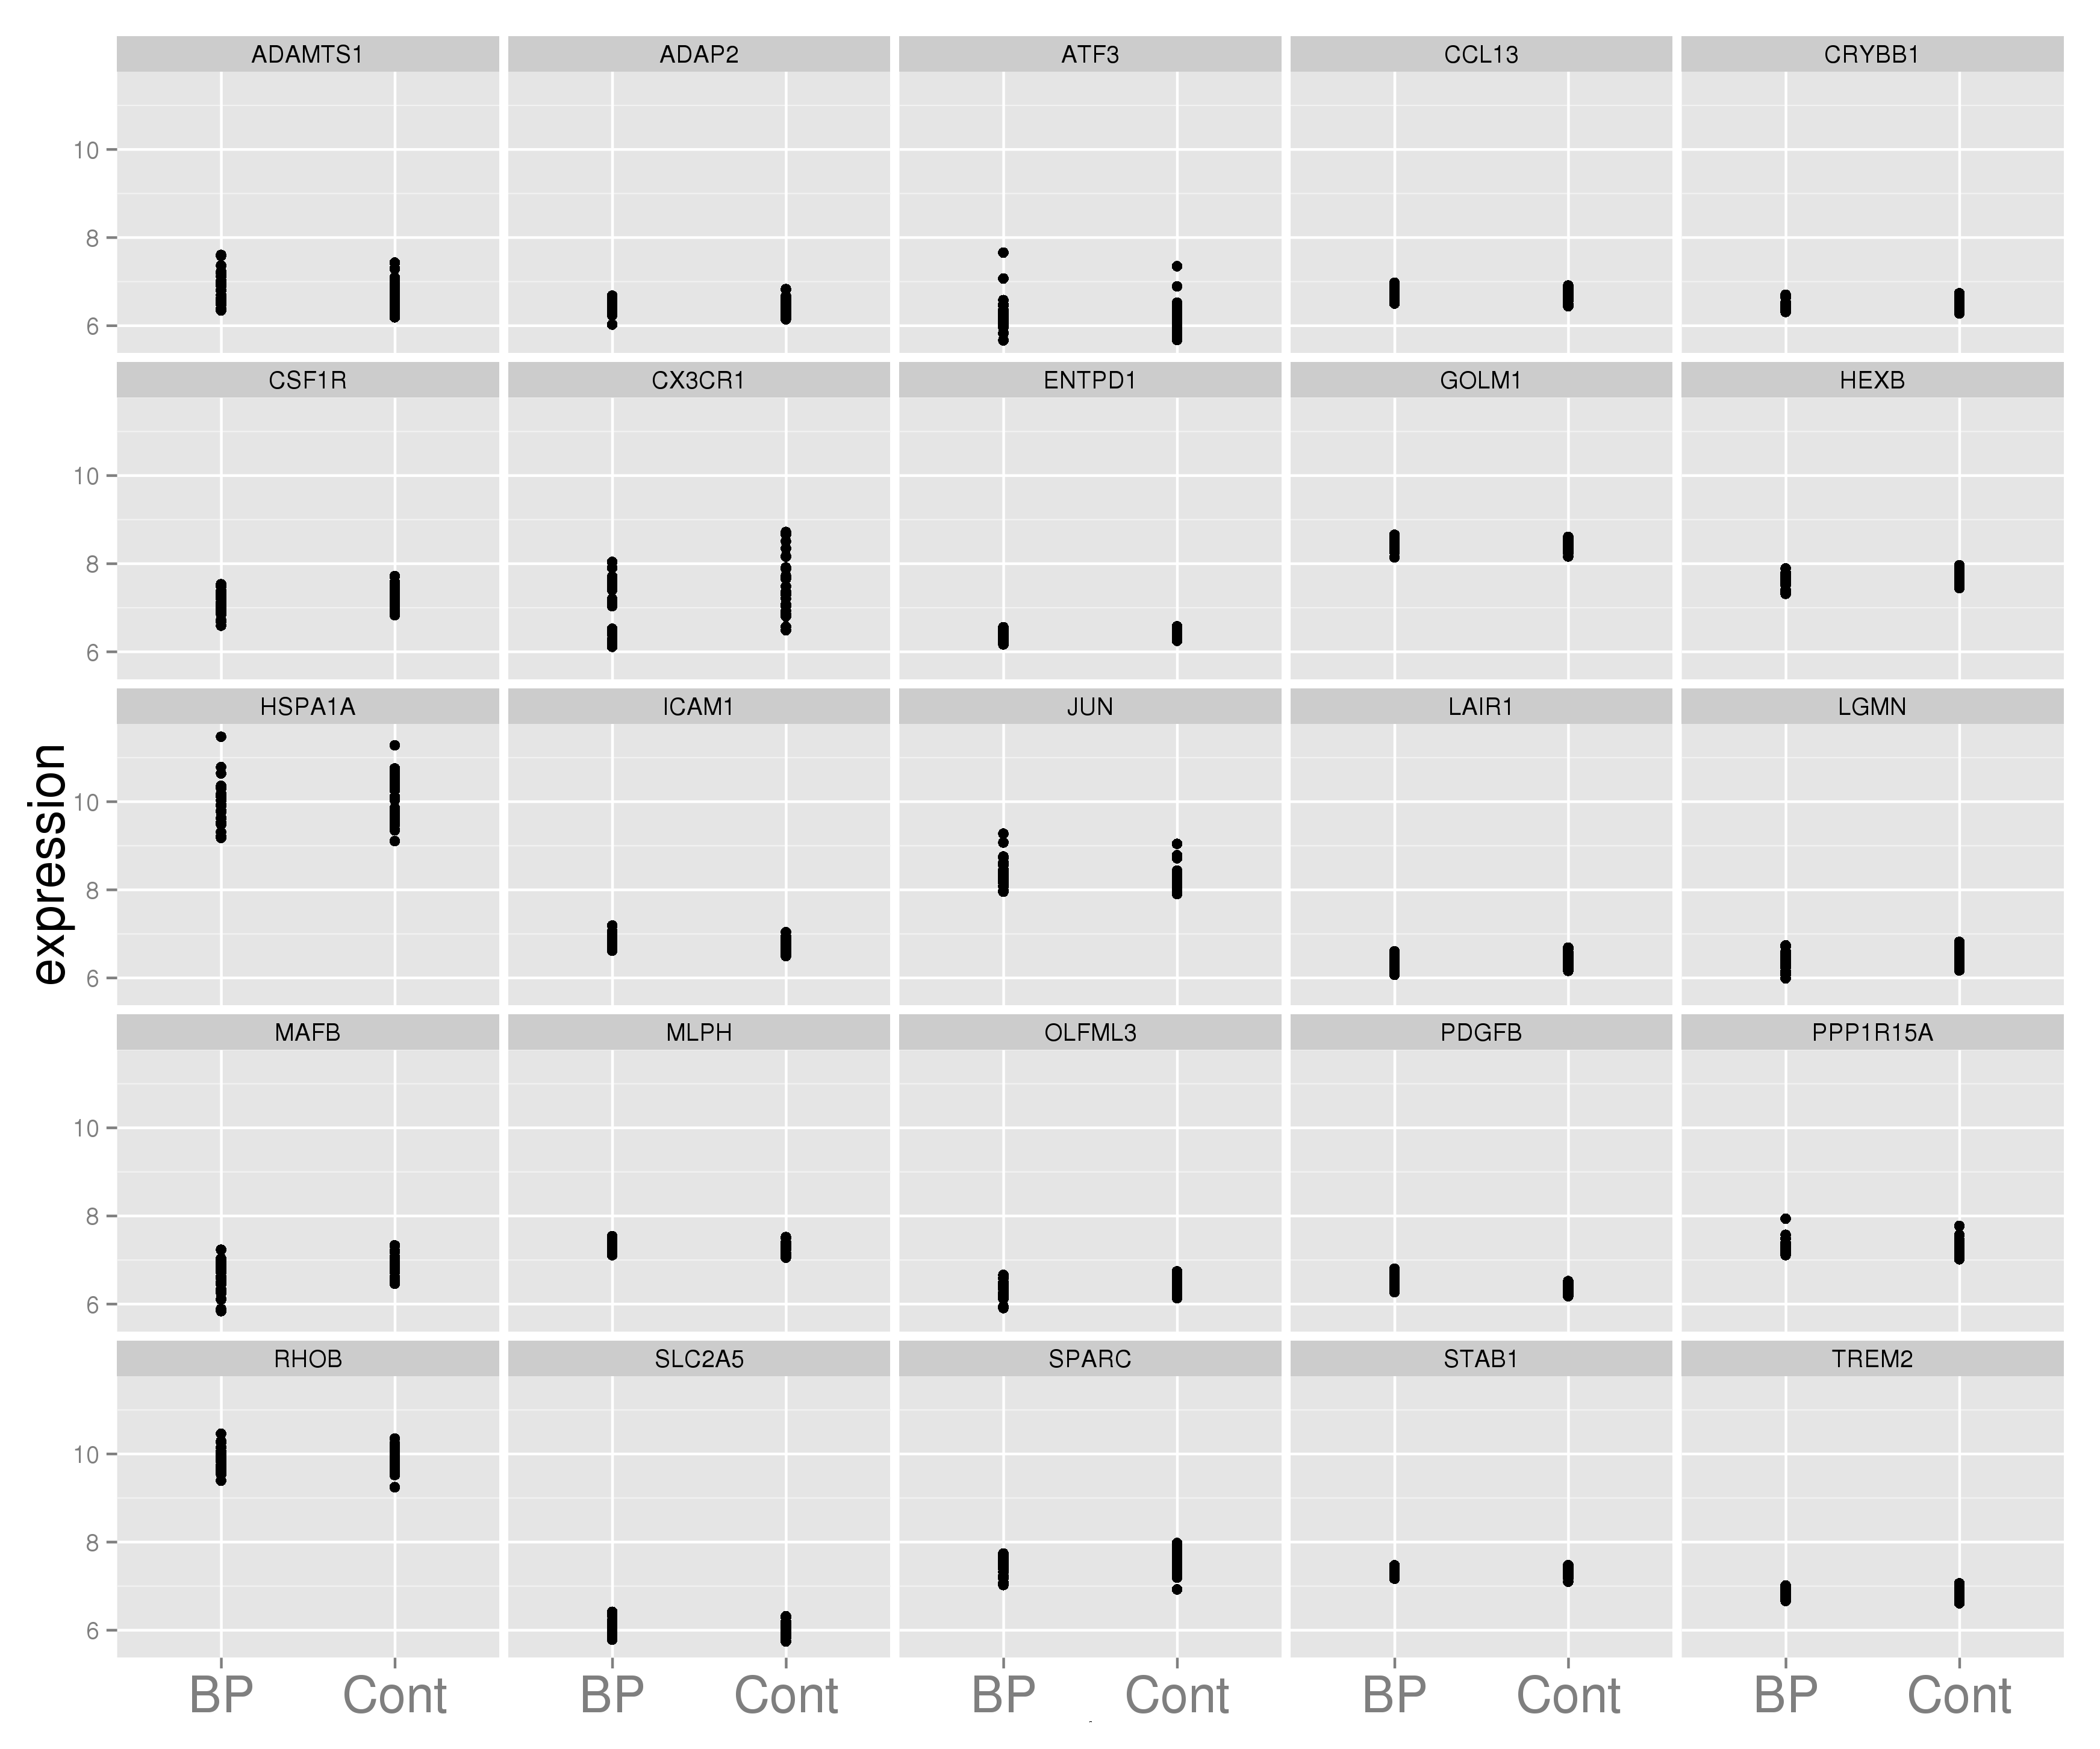 ADAMTS1 ADAP2 ATF3 CCL13 CRYBB1
10
8
6
CSF1R CX3CR1 ENTPD1 GOLM1 HEXB
10
8
6
HSPA1A ICAM1 JUN LAIR1 LGMN
10
8
6
expression
MAFB MLPH OLFML3 PDGFB PPP1R15A
10
8
6
RHOB SLC2A5 SPARC STAB1 TREM2
10
8
6
BP Cont BP Cont BP Cont BP Cont BP Cont